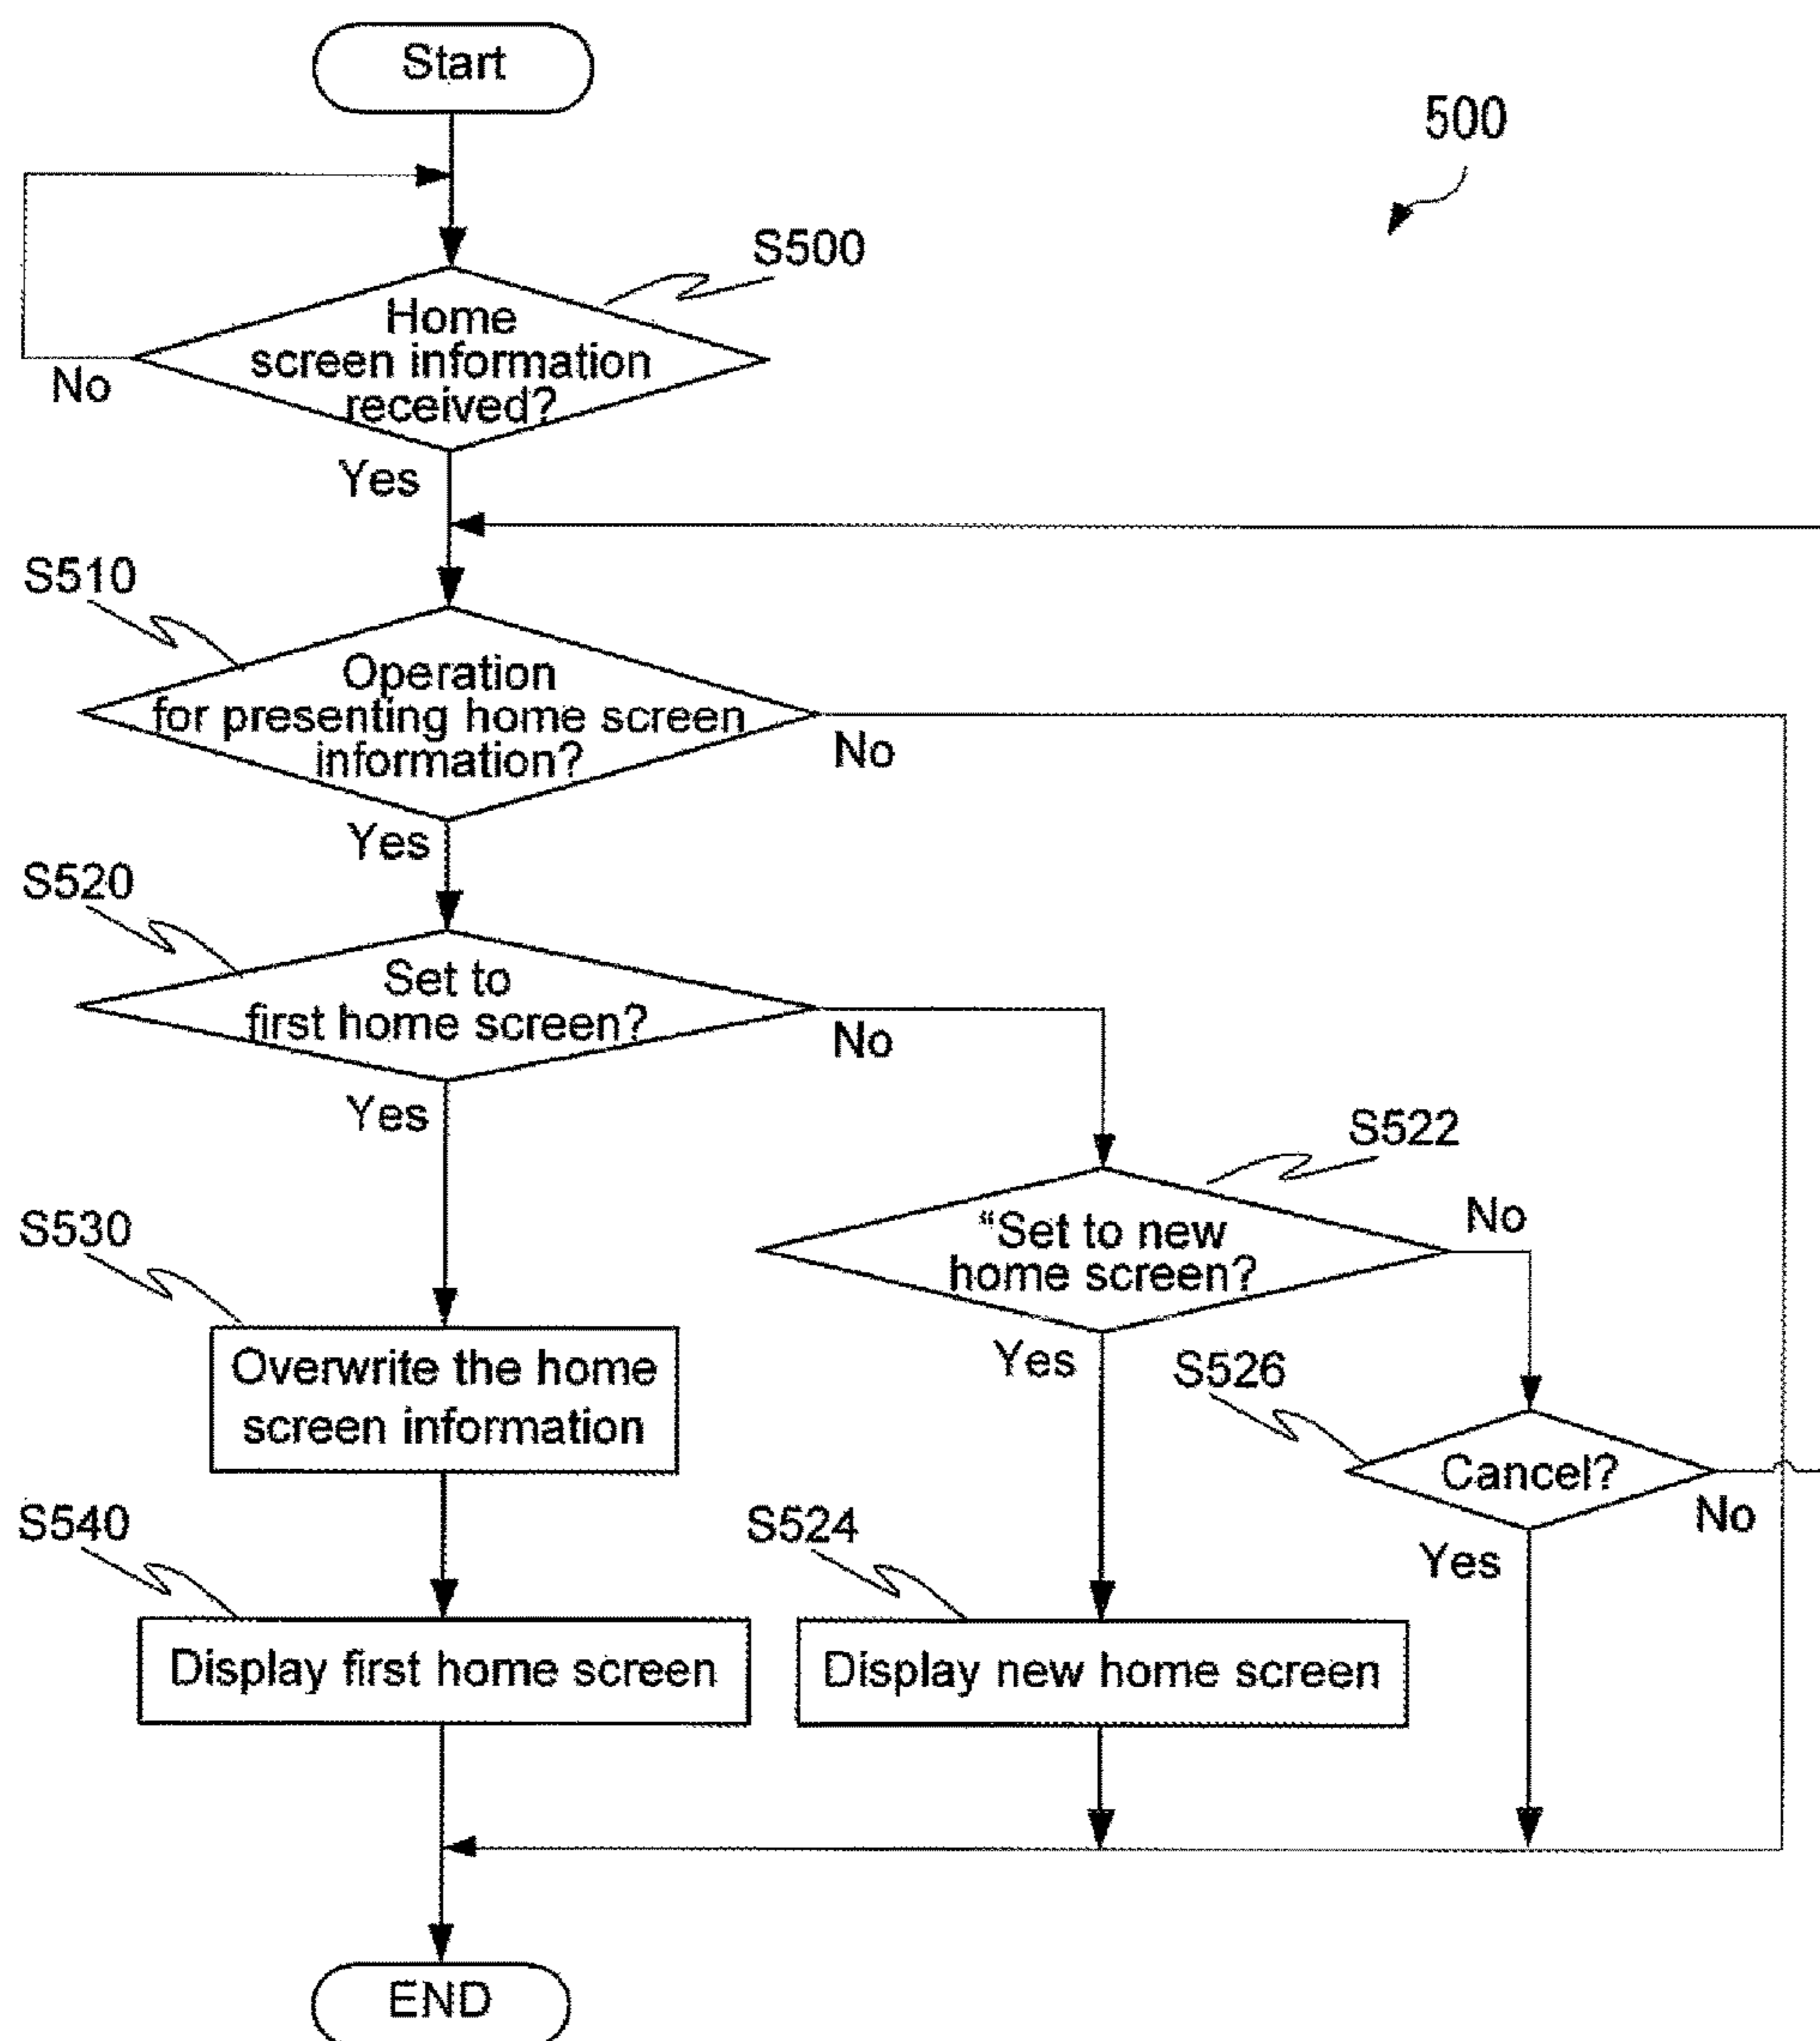 Start
500
S500
Home
screen information
received?
No
Yes
S510
Operation
for presenting home screen
information?
No
Yes
S520
Set to
first home screen?
No
Yes
S522
“Set to new
home screen?
No
Yes
S530
Overwrite the home
screen information
S526
Cancel?
No
Yes
S540
Display first home screen
S524
Display new home screen
END